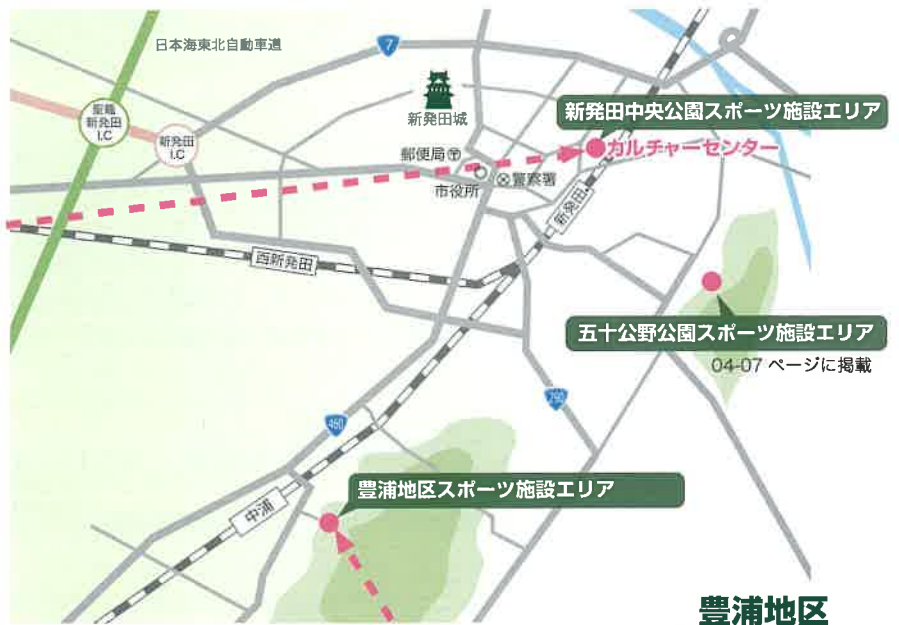 日本海東北自動車道
7
新発田城
新発田中央公園スポーツ施設エリア
聖籠
新発田
I.C
新発田
I.C
カルチャーセンター
郵便局
市役所
警察署
新発田
西新発田
五十公野公園スポーツ施設エリア
04-07 ページに掲載
290
460
豊浦地区スポーツ施設エリア
中浦
豊浦地区